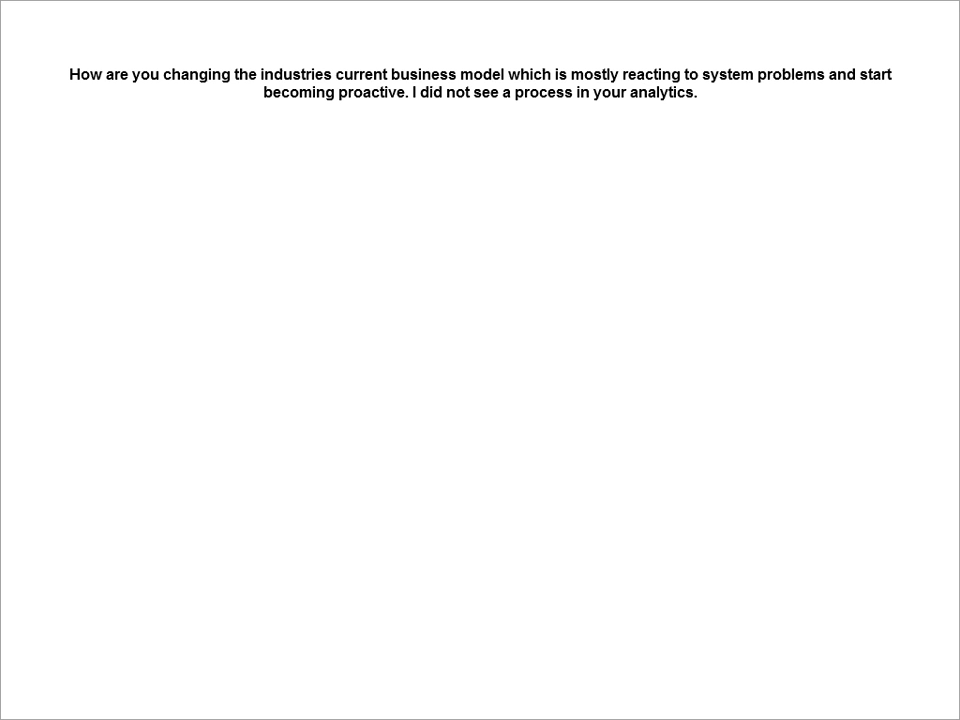 How are you changing the industries current business model which is mostly reacting to system problems and start
becoming proactive. I did not see a process in your analytics.